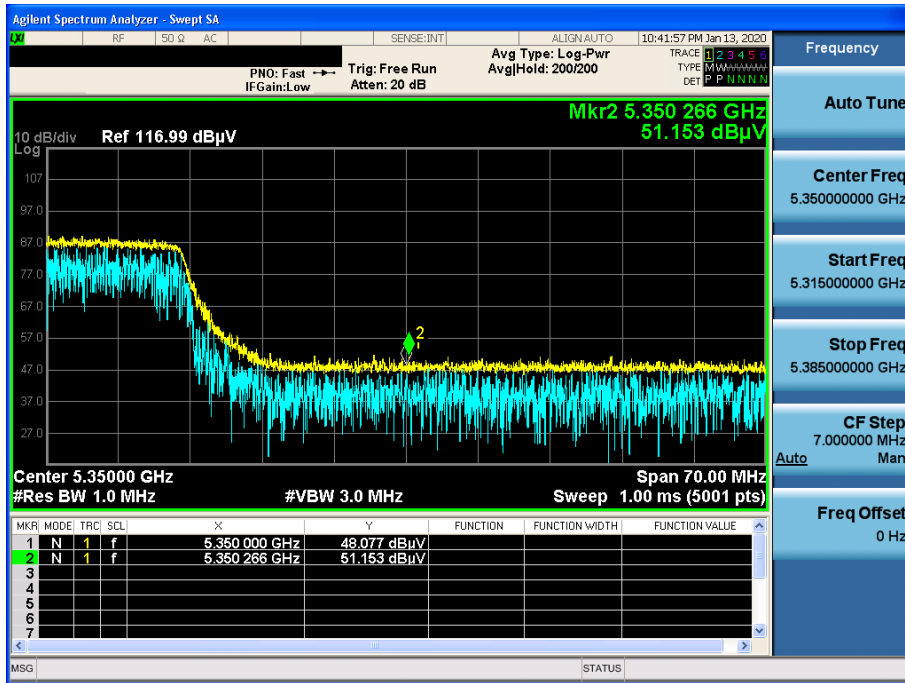 Agilent Spectrum Analyzer - Swept SA
LXI RF 50 Ω AC SENSE:INT ALIGN AUTO 10:41:57 PM Jan 13, 2020
PNO: Fast Trig: Free Run Avg Type: Log-Pwr TRACE 1 2 3 4 5 6
IFGain:Low Atten: 20 dB Avg|Hold: 200/200 TYPE M W W W W W
DET P P N N N N
Mkr2 5.350 266 GHz
51.153 dBµV
10 dB/div Ref 116.99 dBµV
Log
107
97.0
87.0
77.0
67.0
57.0
47.0
37.0
27.0
2
1
Center 5.35000 GHz Span 70.00 MHz
#Res BW 1.0 MHz #VBW 3.0 MHz Sweep 1.00 ms (5001 pts)
MKR MODE TRC SCL X Y FUNCTION FUNCTION WIDTH FUNCTION VALUE
1 N 1 f 5.350 000 GHz 48.077 dBµV
2 N 1 f 5.350 266 GHz 51.153 dBµV
3
4
5
6
7
MSG STATUS
Frequency
Auto Tune
Center Freq
5.350000000 GHz
Start Freq
5.315000000 GHz
Stop Freq
5.385000000 GHz
CF Step
7.000000 MHz
Auto Man
Freq Offset
0 Hz